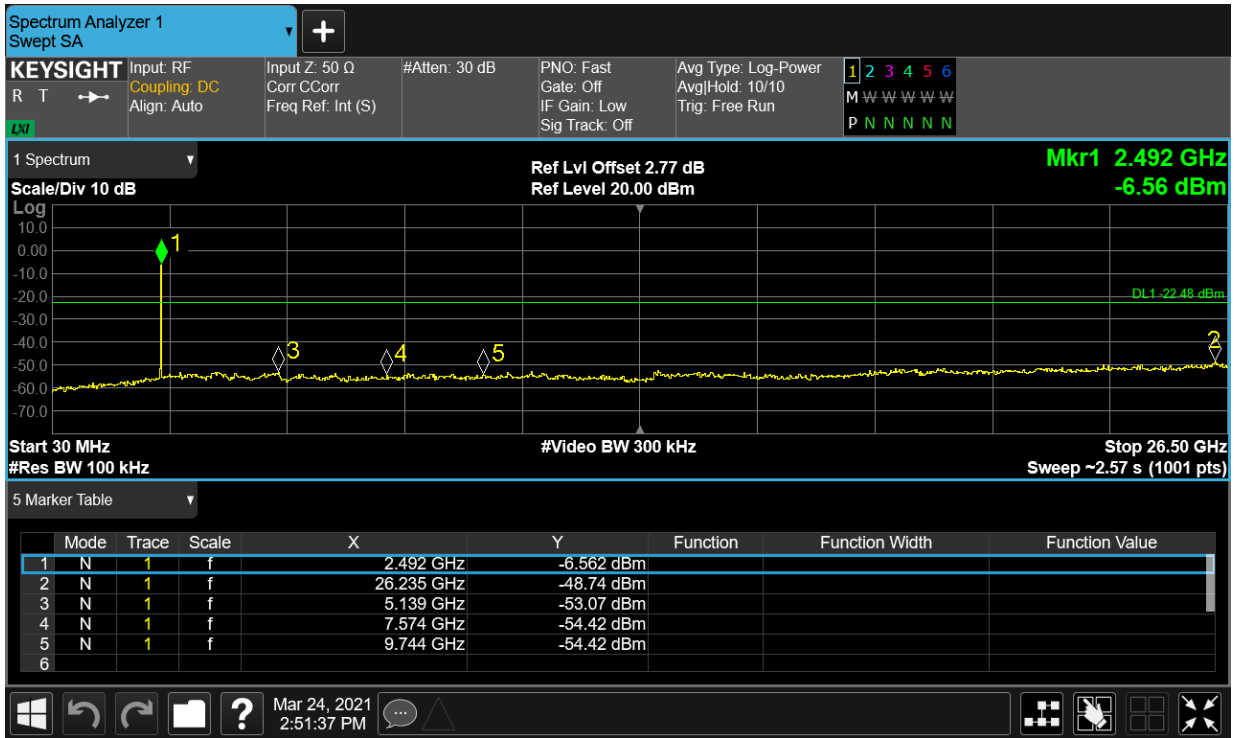 Spectrum Analyzer 1
Swept SA
+
KEYSIGHT
R T
LXI
Input: RF
Coupling: DC
Align: Auto
Input Z: 50 Ω
Corr CCorr
Freq Ref: Int (S)
#Atten: 30 dB
PNO: Fast
Gate: Off
IF Gain: Low
Sig Track: Off
Avg Type: Log-Power
Avg|Hold: 10/10
Trig: Free Run
1 2 3 4 5 6
M W W W W W
P N N N N N
1 Spectrum
Scale/Div 10 dB
Ref Lvl Offset 2.77 dB
Ref Level 20.00 dBm
Mkr1 2.492 GHz
-6.56 dBm
Log
10.0
0.00
-10.0
-20.0
-30.0
-40.0
-50.0
-60.0
-70.0
1
DL1 -22.48 dBm
2
3
4
5
Start 30 MHz
#Res BW 100 kHz
#Video BW 300 kHz
Stop 26.50 GHz
Sweep ~2.57 s (1001 pts)
5 Marker Table
Mode Trace Scale X Y Function Function Width Function Value
1 N 1 f 2.492 GHz -6.562 dBm
2 N 1 f 26.235 GHz -48.74 dBm
3 N 1 f 5.139 GHz -53.07 dBm
4 N 1 f 7.574 GHz -54.42 dBm
5 N 1 f 9.744 GHz -54.42 dBm
6
?
Mar 24, 2021
2:51:37 PM